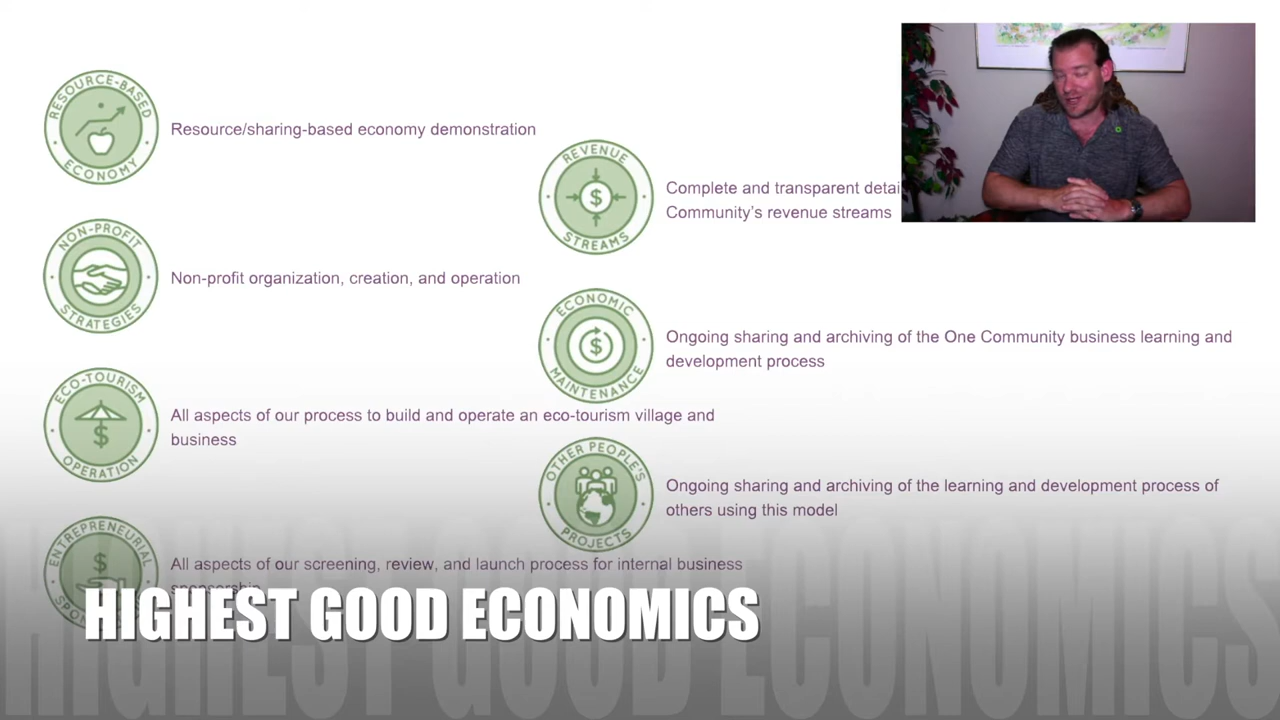 RESOURCE-BASED
ECONOMY
Resource/sharing-based economy demonstration
NON-PROFIT
STRATEGIES
Non-profit organization, creation, and operation
ECO-TOURISM
OPERATION
All aspects of our process to build and operate an eco-tourism village and
business
ENTREPRENEURIAL
All aspects of our screening, review, and launch process for internal business
sponsorship
REVENUE
$
STREAMS
Complete and transparent detai
Community's revenue streams
ECONOMIC
$
MAINTENANCE
Ongoing sharing and archiving of the One Community business learning and
development process
OTHER PEOPLE'S
PROJECTS
Ongoing sharing and archiving of the learning and development process of
others using this model
HIGHEST GOOD ECONOMICS
HIGHEST GOOD ECONOMICS